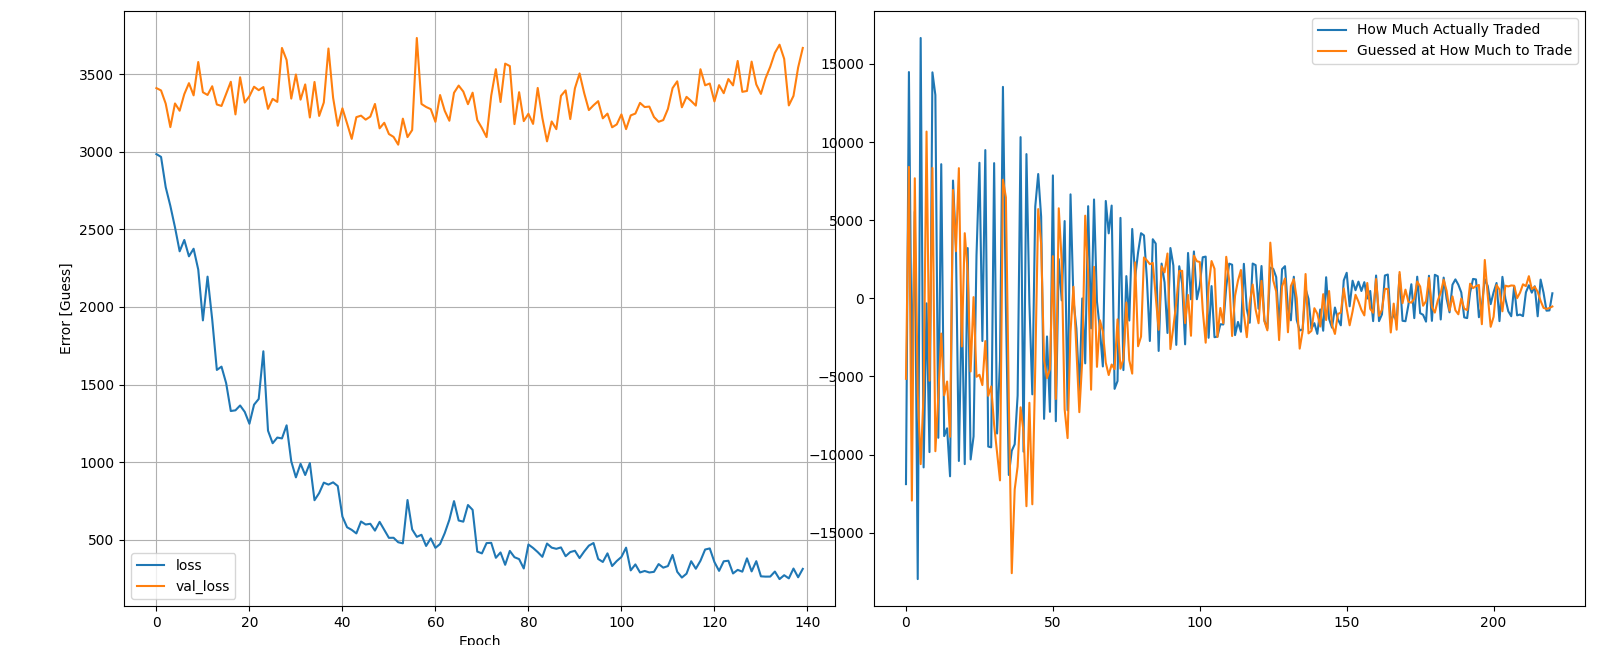 3500
3000
2500
2000
1500
1000
500
Error [Guess]
loss
val_loss
0 20 40 60 80 100 120 140
Epoch
How Much Actually Traded
Guessed at How Much to Trade
15000
10000
5000
0
−5000
−10000
−15000
0 50 100 150 200